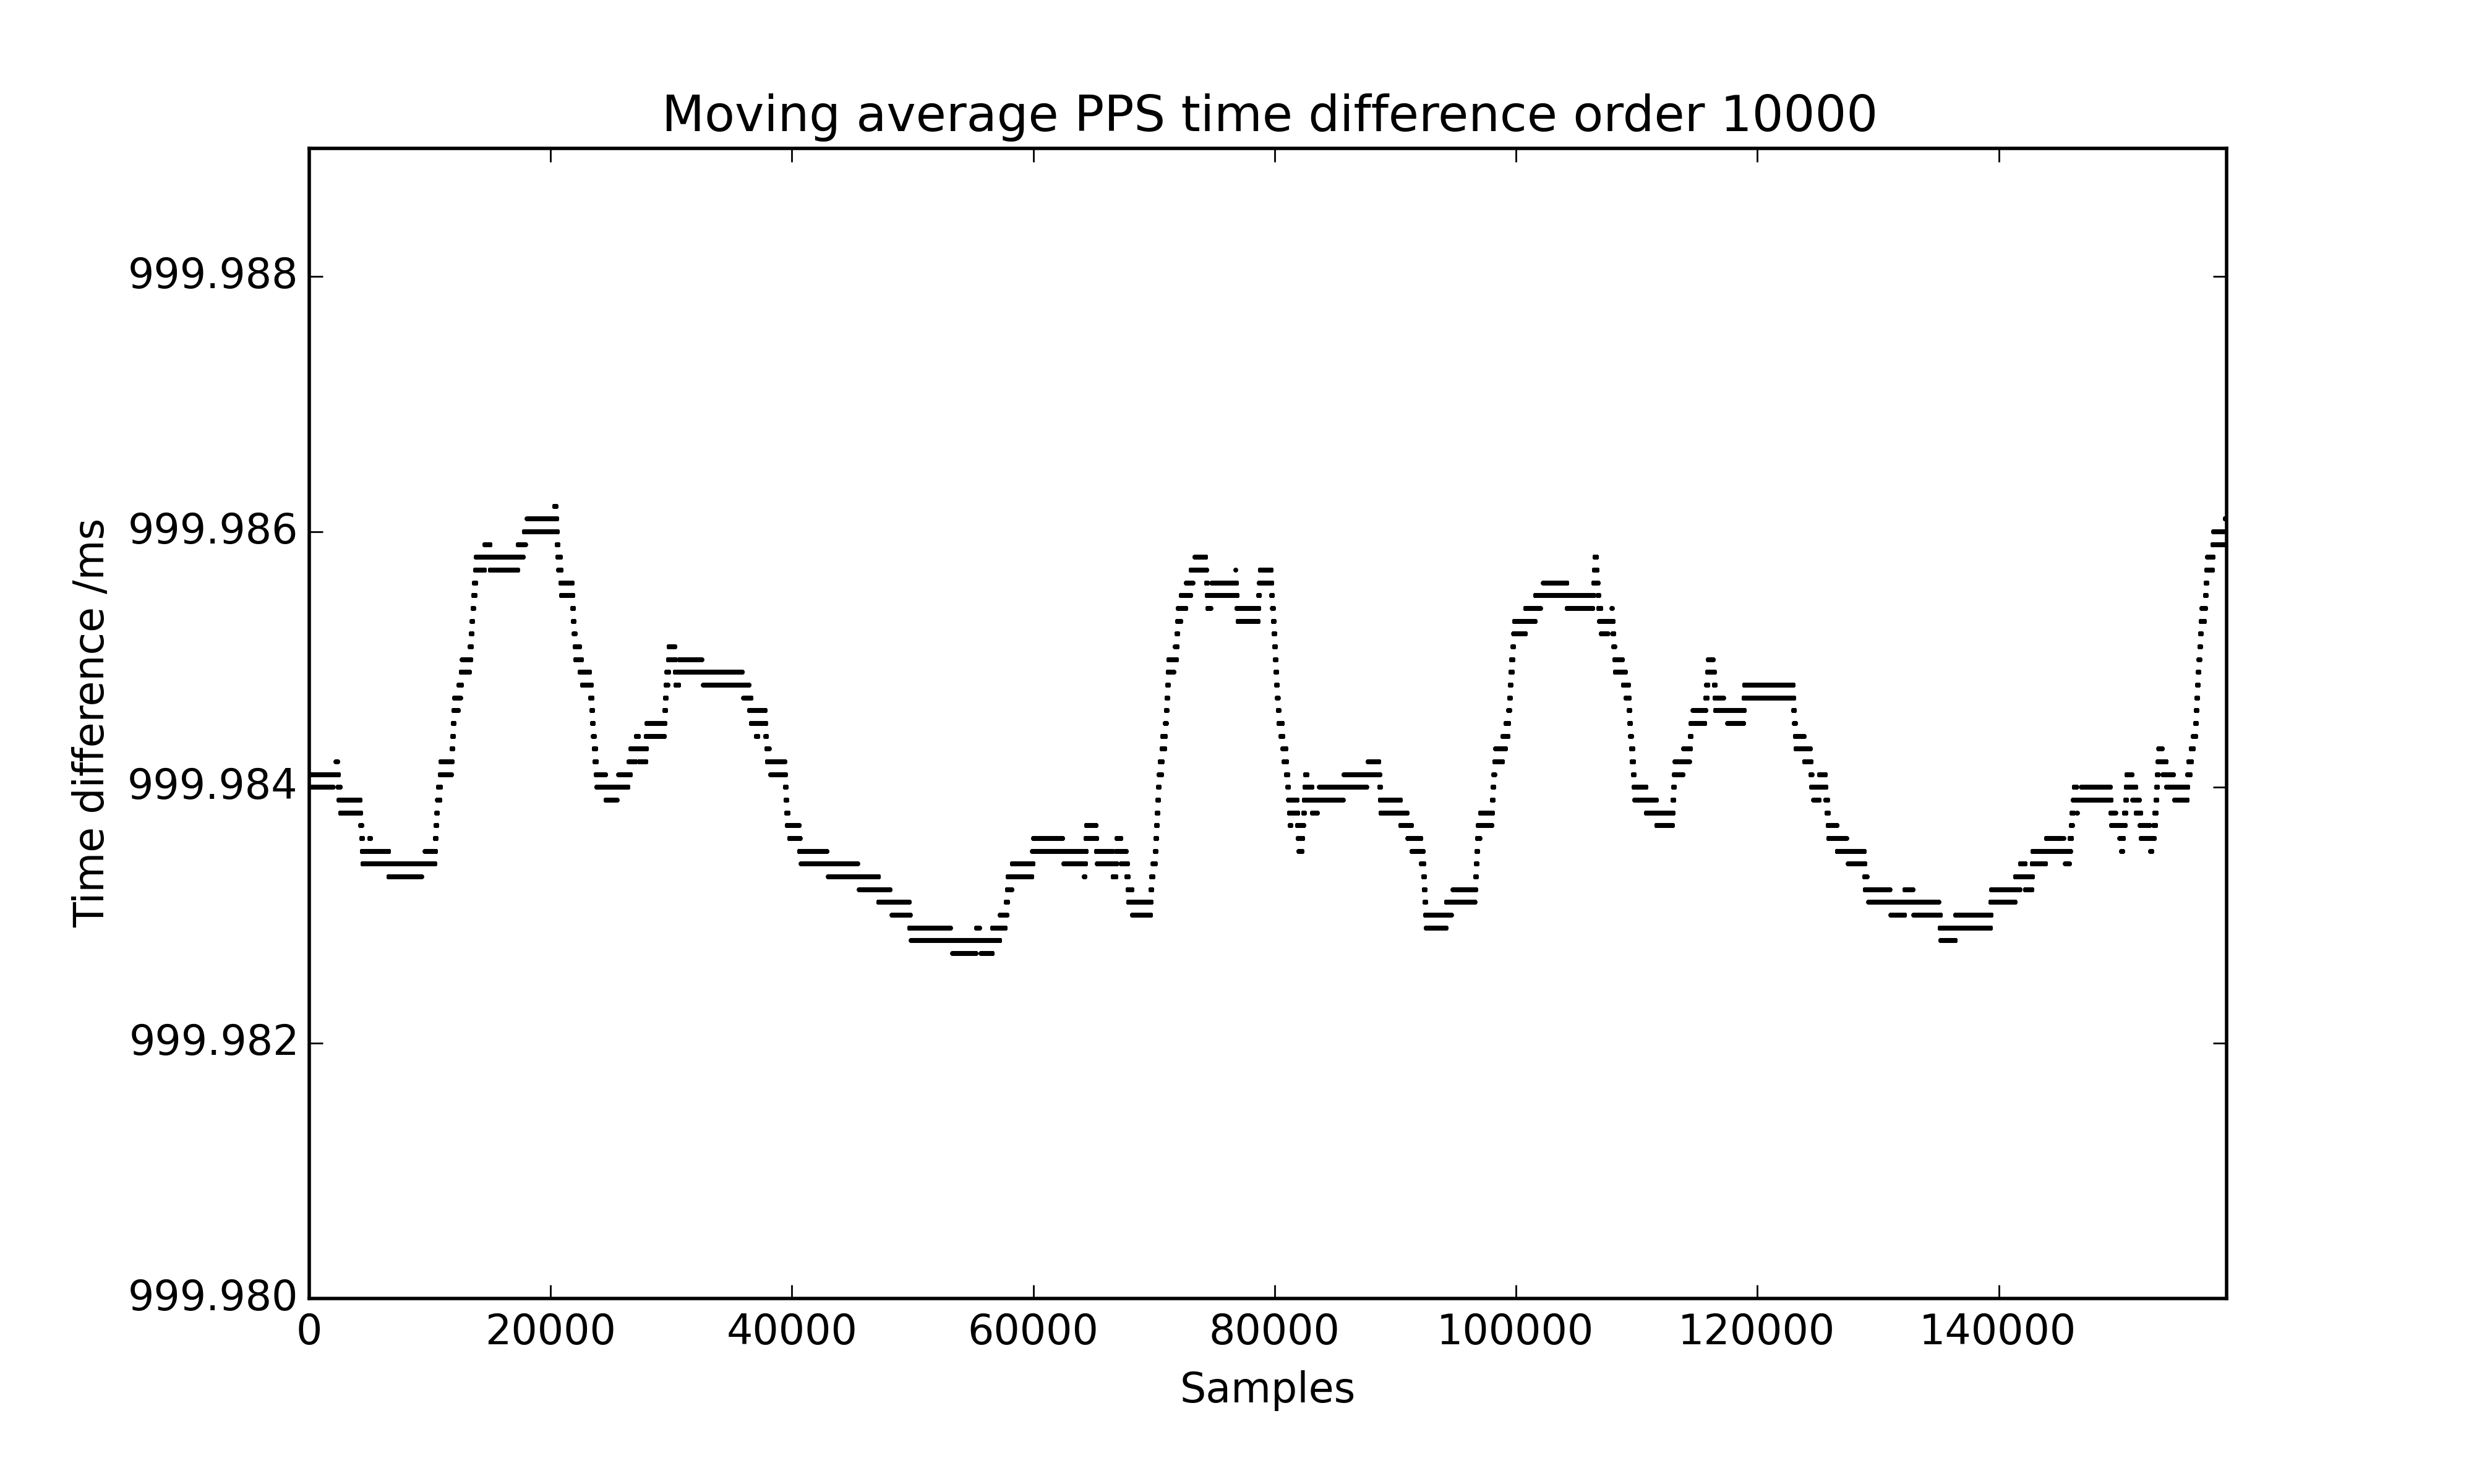 Moving average PPS time difference order 10000
999.988
999.986
999.984
999.982
999.980
Time difference /ms
0 20000 40000 60000 80000 100000 120000 140000
Samples